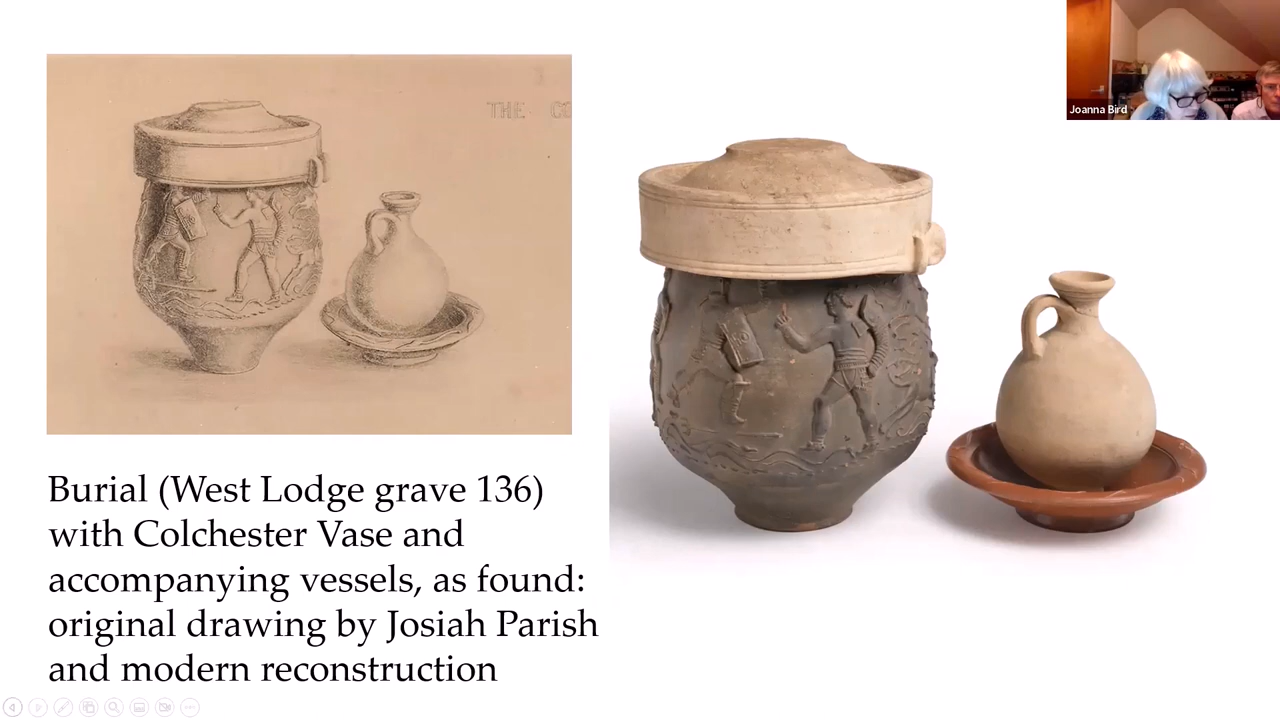 THE CO
Joanna Bird
Burial (West Lodge grave 136)
with Colchester Vase and
accompanying vessels, as found:
original drawing by Josiah Parish
and modern reconstruction